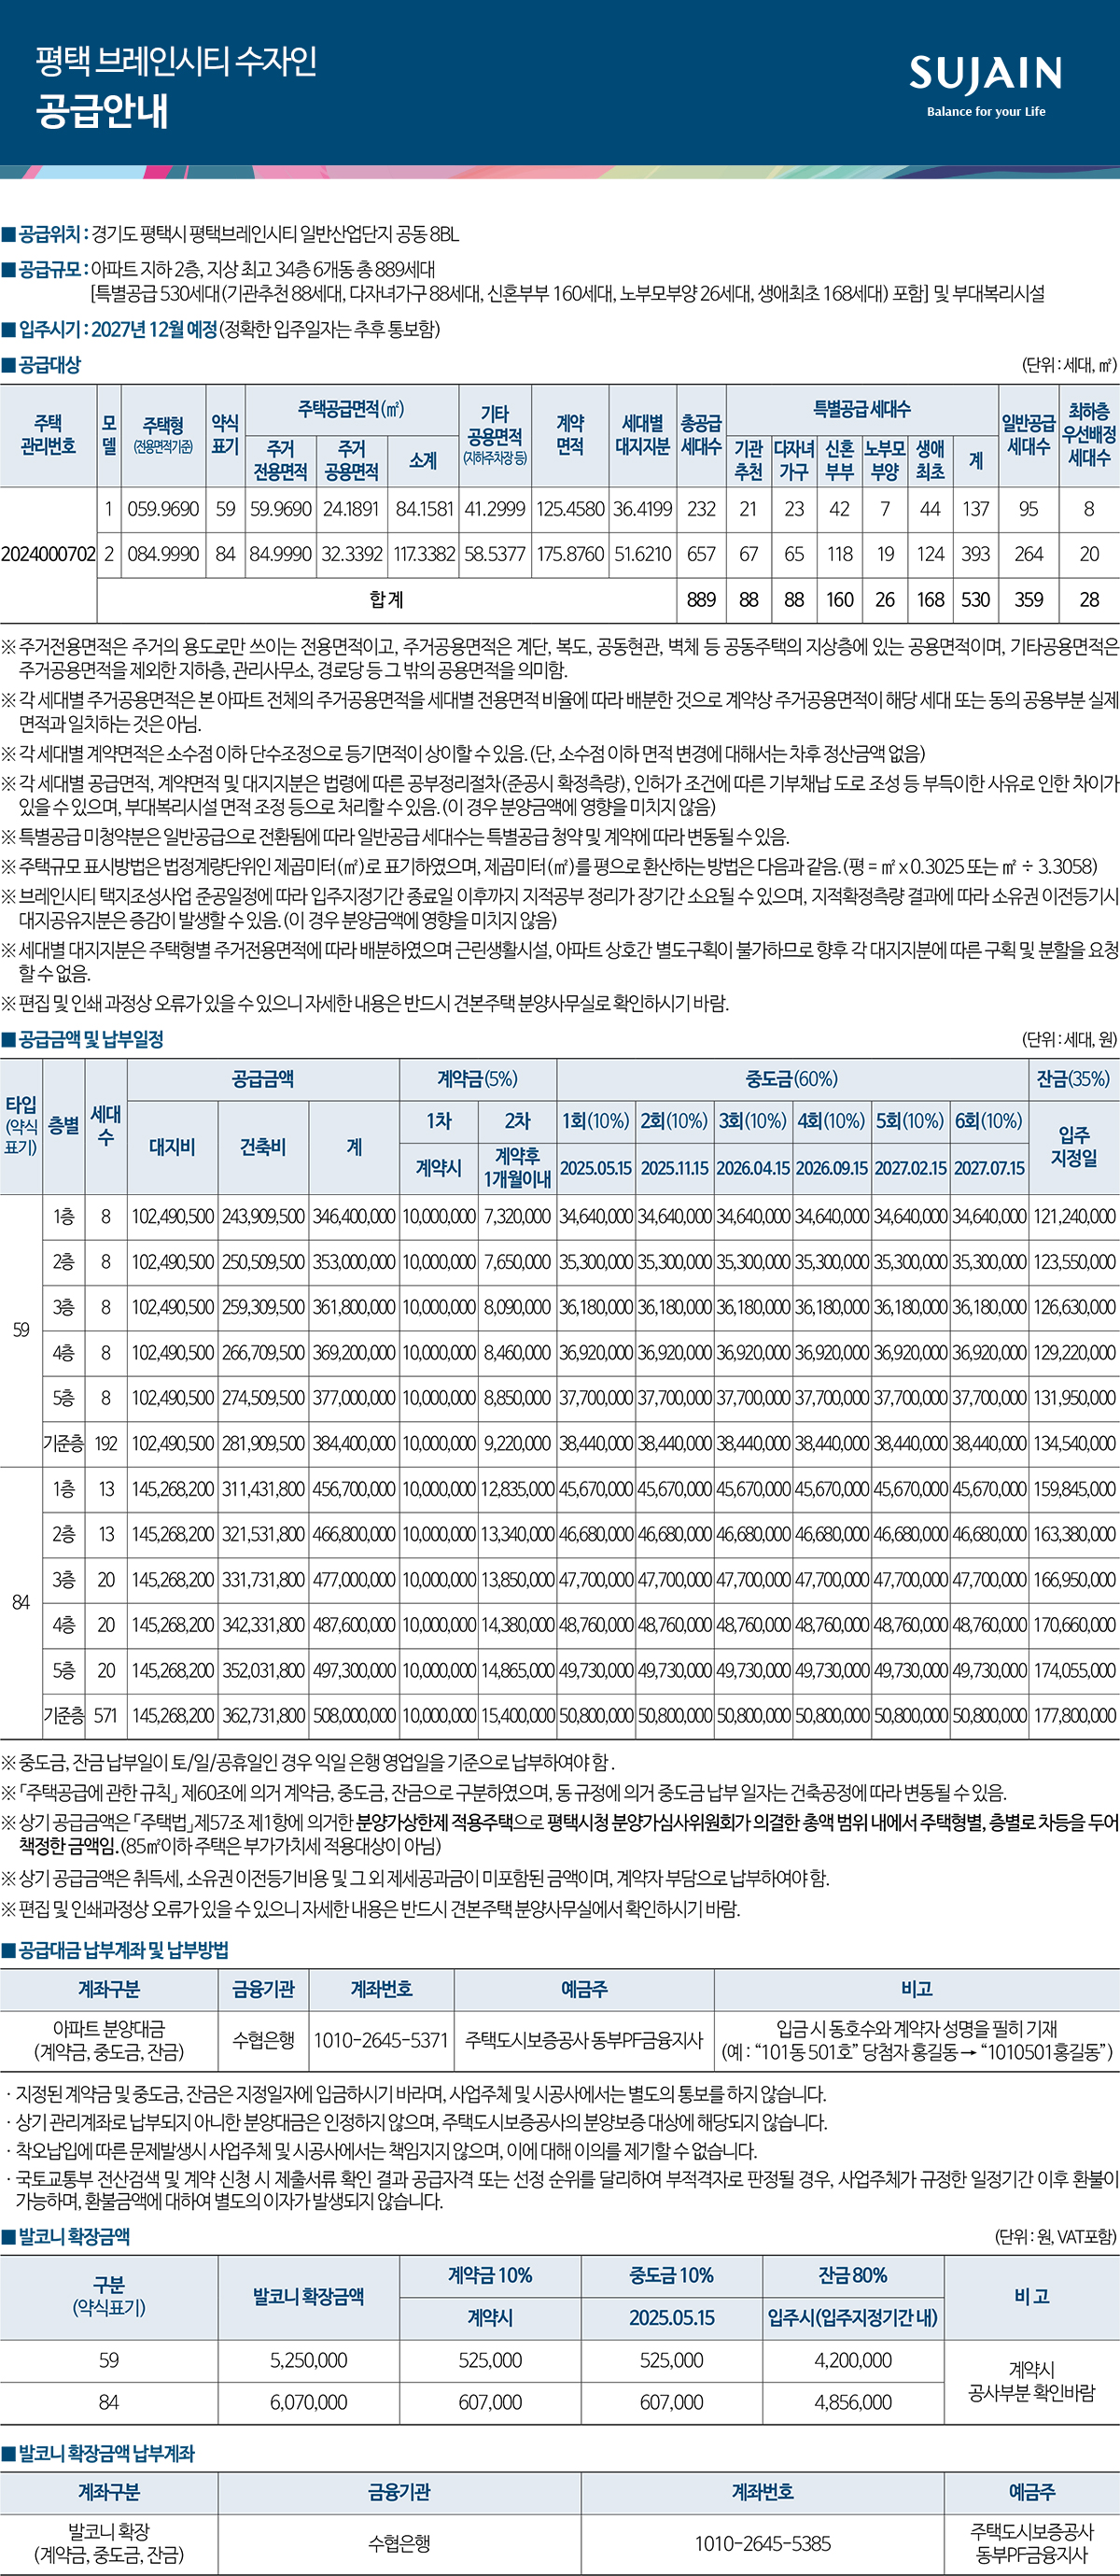 평택 브레인시티 수자인
공급안내
SUJAIN
Balance for your Life
■ 공급위치 : 경기도 평택시 평택브레인시티 일반산업단지 공동 8BL
■ 공급규모 : 아파트 지하 2층, 지상 최고 34층 6개동 총 889세대
[특별공급 530세대(기관추천 88세대, 다자녀가구 88세대, 신혼부부 160세대, 노부모부양 26세대, 생애최초 168세대) 포함] 및 부대복리시설
■ 입주시기 : 2027년 12월 예정(정확한 입주일자는 추후 통보함)
■ 공급대상 (단위 : 세대, ㎡)
주택 관리번호 모델 주택형 (전용면적기준) 약식표기 주택공급면적(㎡) 기타 공용면적 (지하주차장 등) 계약면적 세대별 대지지분 총공급 세대수 특별공급 세대수 일반공급 세대수 최하층 우선배정 세대수
주거 전용면적 주거 공용면적 소계 기관 추천 다자녀 가구 신혼 부부 노부모 부양 생애 최초 계
2024000702
1 059.9690 59 59.9690 24.1891 84.1581 41.2999 125.4580 36.4199 232 21 23 42 7 44 137 95 8
2 084.9990 84 84.9990 32.3392 117.3382 58.5377 175.8760 51.6210 657 67 65 118 19 124 393 264 20
합 계 889 88 88 160 26 168 530 359 28
※ 주거전용면적은 주거의 용도로만 쓰이는 전용면적이고, 주거공용면적은 계단, 복도, 공동현관, 벽체 등 공동주택의 지상층에 있는 공용면적이며, 기타공용면적은
주거공용면적을 제외한 지하층, 관리사무소, 경로당 등 그 밖의 공용면적을 의미함.
※ 각 세대별 주거공용면적은 본 아파트 전체의 주거공용면적을 세대별 전용면적 비율에 따라 배분한 것으로 계약상 주거공용면적이 해당 세대 또는 동의 공용부분 실제
면적과 일치하는 것은 아님.
※ 각 세대별 계약면적은 소수점 이하 단수조정으로 등기면적이 상이할 수 있음. (단, 소수점 이하 면적 변경에 대해서는 차후 정산금액 없음)
※ 각 세대별 공급면적, 계약면적 및 대지지분은 법령에 따른 공부정리절차(준공시 확정측량), 인허가 조건에 따른 기부채납 도로 조성 등 부득이한 사유로 인한 차이가
있을 수 있으며, 부대복리시설 면적 조정 등으로 처리할 수 있음. (이 경우 분양금액에 영향을 미치지 않음)
※ 특별공급 미청약분은 일반공급으로 전환됨에 따라 일반공급 세대수는 특별공급 청약 및 계약에 따라 변동될 수 있음.
※ 주택규모 표시방법은 법정계량단위인 제곱미터(㎡)로 표기하였으며, 제곱미터(㎡)를 평으로 환산하는 방법은 다음과 같음. (평 = ㎡ x 0.3025 또는 ㎡ ÷ 3.3058)
※ 브레인시티 택지조성사업 준공일정에 따라 입주지정기간 종료일 이후까지 지적공부 정리가 장기간 소요될 수 있으며, 지적확정측량 결과에 따라 소유권 이전등기시
대지공유지분은 증감이 발생할 수 있음. (이 경우 분양금액에 영향을 미치지 않음)
※ 세대별 대지지분은 주택형별 주거전용면적에 따라 배분하였으며 근린생활시설, 아파트 상호간 별도구획이 불가하므로 향후 각 대지지분에 따른 구획 및 분할을 요청
할 수 없음.
※ 편집 및 인쇄 과정상 오류가 있을 수 있으니 자세한 내용은 반드시 견본주택 분양사무실로 확인하시기 바람.
■ 공급금액 및 납부일정 (단위 : 세대, 원)
타입 (약식표기) 층별 세대수 공급금액 계약금(5%) 중도금(60%) 잔금(35%)
대지비 건축비 계 1차 2차 1회(10%) 2회(10%) 3회(10%) 4회(10%) 5회(10%) 6회(10%) 입주 지정일
계약시 계약후 1개월이내 2025.05.15 2025.11.15 2026.04.15 2026.09.15 2027.02.15 2027.07.15
59
1층 8 102,490,500 243,909,500 346,400,000 10,000,000 7,320,000 34,640,000 34,640,000 34,640,000 34,640,000 34,640,000 34,640,000 121,240,000
2층 8 102,490,500 250,509,500 353,000,000 10,000,000 7,650,000 35,300,000 35,300,000 35,300,000 35,300,000 35,300,000 35,300,000 123,550,000
3층 8 102,490,500 259,309,500 361,800,000 10,000,000 8,090,000 36,180,000 36,180,000 36,180,000 36,180,000 36,180,000 36,180,000 126,630,000
4층 8 102,490,500 266,709,500 369,200,000 10,000,000 8,460,000 36,920,000 36,920,000 36,920,000 36,920,000 36,920,000 36,920,000 129,220,000
5층 8 102,490,500 274,509,500 377,000,000 10,000,000 8,850,000 37,700,000 37,700,000 37,700,000 37,700,000 37,700,000 37,700,000 131,950,000
기준층 192 102,490,500 281,909,500 384,400,000 10,000,000 9,220,000 38,440,000 38,440,000 38,440,000 38,440,000 38,440,000 38,440,000 134,540,000
84
1층 13 145,268,200 311,431,800 456,700,000 10,000,000 12,835,000 45,670,000 45,670,000 45,670,000 45,670,000 45,670,000 45,670,000 159,845,000
2층 13 145,268,200 321,531,800 466,800,000 10,000,000 13,340,000 46,680,000 46,680,000 46,680,000 46,680,000 46,680,000 46,680,000 163,380,000
3층 20 145,268,200 331,731,800 477,000,000 10,000,000 13,850,000 47,700,000 47,700,000 47,700,000 47,700,000 47,700,000 47,700,000 166,950,000
4층 20 145,268,200 342,331,800 487,600,000 10,000,000 14,380,000 48,760,000 48,760,000 48,760,000 48,760,000 48,760,000 48,760,000 170,660,000
5층 20 145,268,200 352,031,800 497,300,000 10,000,000 14,865,000 49,730,000 49,730,000 49,730,000 49,730,000 49,730,000 49,730,000 174,055,000
기준층 571 145,268,200 362,731,800 508,000,000 10,000,000 15,400,000 50,800,000 50,800,000 50,800,000 50,800,000 50,800,000 50,800,000 177,800,000
※ 중도금, 잔금 납부일이 토/일/공휴일인 경우 익일 은행 영업일을 기준으로 납부하여야 함 .
※ 「주택공급에 관한 규칙」 제60조에 의거 계약금, 중도금, 잔금으로 구분하였으며, 동 규정에 의거 중도금 납부 일자는 건축공정에 따라 변동될 수 있음.
※ 상기 공급금액은 「주택법」제57조 제1항에 의거한 분양가상한제 적용주택으로 평택시청 분양가심사위원회가 의결한 총액 범위 내에서 주택형별, 층별로 차등을 두어
책정한 금액임. (85㎡이하 주택은 부가가치세 적용대상이 아님)
※ 상기 공급금액은 취득세, 소유권 이전등기비용 및 그 외 제세공과금이 미포함된 금액이며, 계약자 부담으로 납부하여야 함.
※ 편집 및 인쇄과정상 오류가 있을 수 있으니 자세한 내용은 반드시 견본주택 분양사무실에서 확인하시기 바람.
■ 공급대금 납부계좌 및 납부방법
계좌구분 금융기관 계좌번호 예금주 비고
아파트 분양대금 (계약금, 중도금, 잔금) 수협은행 1010-2645-5371 주택도시보증공사 동부PF금융지사 입금 시 동호수와 계약자 성명을 필히 기재
(예 : “101동 501호” 당첨자 홍길동 → “1010501홍길동”)
· 지정된 계약금 및 중도금, 잔금은 지정일자에 입금하시기 바라며, 사업주체 및 시공사에서는 별도의 통보를 하지 않습니다.
· 상기 관리계좌로 납부되지 아니한 분양대금은 인정하지 않으며, 주택도시보증공사의 분양보증 대상에 해당되지 않습니다.
· 착오납입에 따른 문제발생시 사업주체 및 시공사에서는 책임지지 않으며, 이에 대해 이의를 제기할 수 없습니다.
· 국토교통부 전산검색 및 계약 신청 시 제출서류 확인 결과 공급자격 또는 선정 순위를 달리하여 부적격자로 판정될 경우, 사업주체가 규정한 일정기간 이후 환불이
가능하며, 환불금액에 대하여 별도의 이자가 발생되지 않습니다.
■ 발코니 확장금액 (단위 : 원, VAT포함)
구분 (약식표기) 발코니 확장금액 계약금 10% 중도금 10% 잔금 80% 비 고
계약시 2025.05.15 입주시(입주지정기간 내)
59 5,250,000 525,000 525,000 4,200,000 계약시
공사부분 확인바람
84 6,070,000 607,000 607,000 4,856,000
■ 발코니 확장금액 납부계좌
계좌구분 금융기관 계좌번호 예금주
발코니 확장 (계약금, 중도금, 잔금) 수협은행 1010-2645-5385 주택도시보증공사 동부PF금융지사